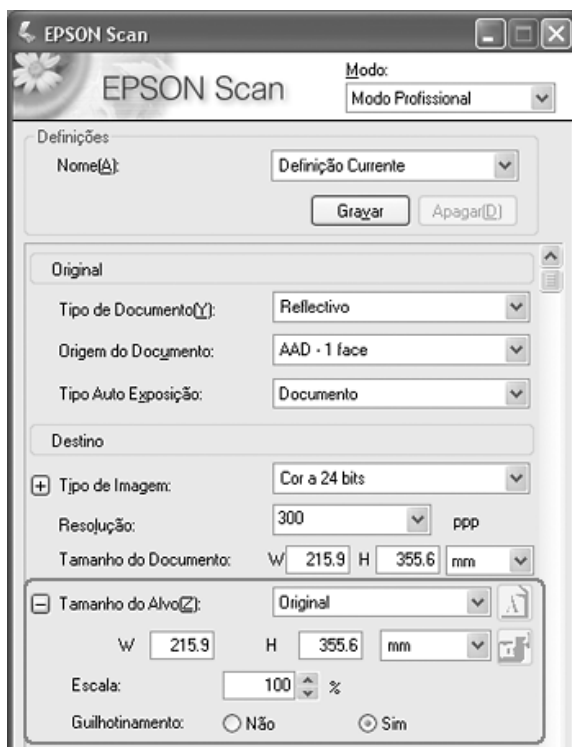 EPSON Scan
EPSON Scan
Modo:
Modo Profissional
Definições
Nome(A):
Definição Currente
Gravar
Apagar(D)
Original
Tipo de Documento(Y):
Reflectivo
Origem do Documento:
AAD - 1 face
Tipo Auto Exposição:
Documento
Destino
Tipo de Imagem:
Cor a 24 bits
Resolução:
300
ppp
Tamanho do Documento: W 215.9 H 355.6 mm
Tamanho do Alvo(Z):
Original
W 215.9 H 355.6 mm
Escala: 100 %
Guilhotinamento: Não Sim